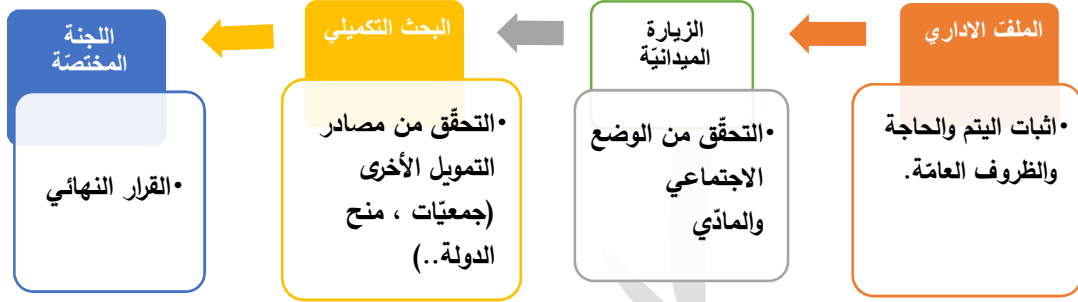 الملفّ الاداري
•اثبات اليتم والحاجة
والظروف العامّة.
الزيارة
الميدانيّة
•التحقّق من الوضع
الاجتماعي
والمادّي
البحث التكميلي
•التحقّق من مصادر
التمويل الأخرى
(جمعيّات ، منح
الدولة..)
اللجنة
المختصّة
•القرار النهائي